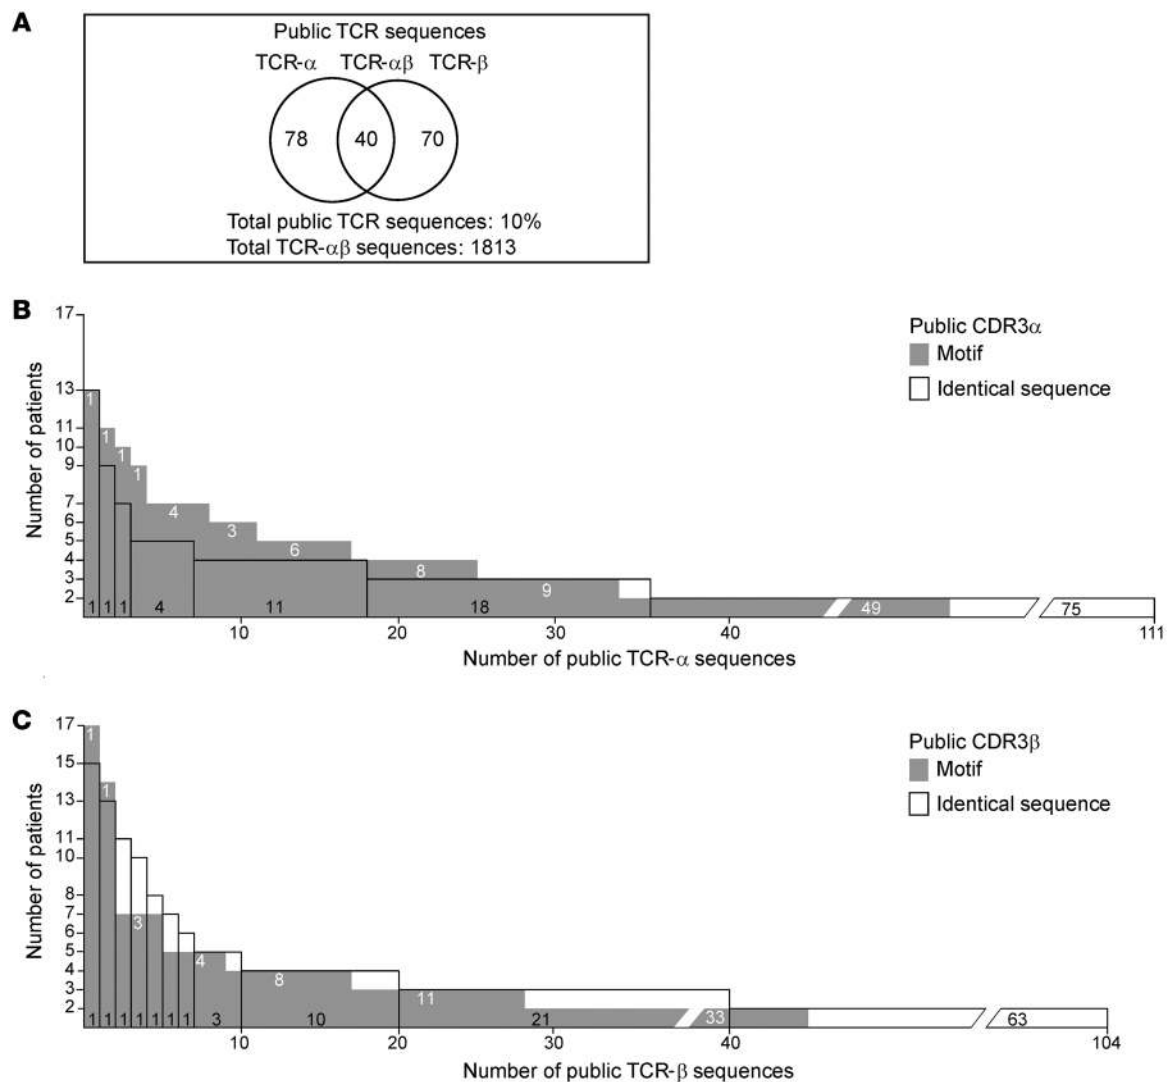 A
Public TCR sequences
TCR-α TCR-αβ TCR-β
78 40 70
Total public TCR sequences: 10%
Total TCR-αβ sequences: 1813
B
Number of patients
17
13
11
10
9
7
6
5
4
3
2
1
1
1
1
4
3
6
8
9
49
1 1 1 4 11 18 75
10 20 30 40 111
Number of public TCR-α sequences
Public CDR3α
Motif
Identical sequence
C
Number of patients
17
15
13
11
10
8
7
6
5
4
3
2
1
1
3
4
8
11
33
1 1 1 1 1 1 1 3 10 21 63
10 20 30 40 104
Number of public TCR-β sequences
Public CDR3β
Motif
Identical sequence